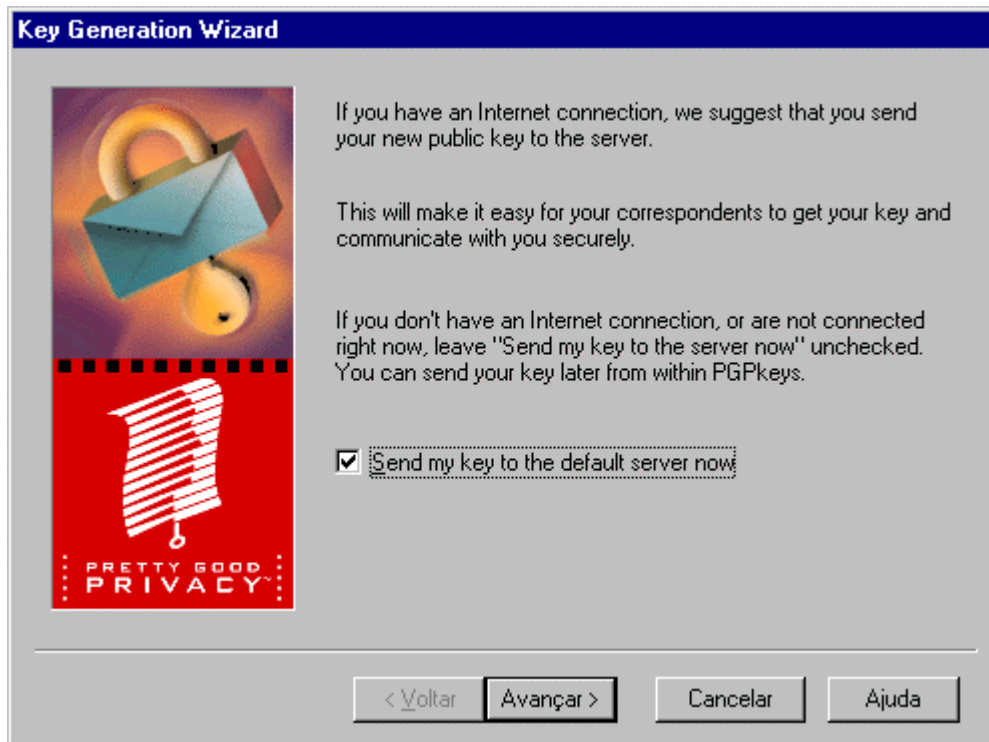 Key Generation Wizard
If you have an Internet connection, we suggest that you send
your new public key to the server.
This will make it easy for your correspondents to get your key and
communicate with you securely.
If you don't have an Internet connection, or are not connected
right now, leave "Send my key to the server now" unchecked.
You can send your key later from within PGPkeys.
Send my key to the default server now
PRETTY GOOD
PRIVACY™
< Voltar
Avançar >
Cancelar
Ajuda